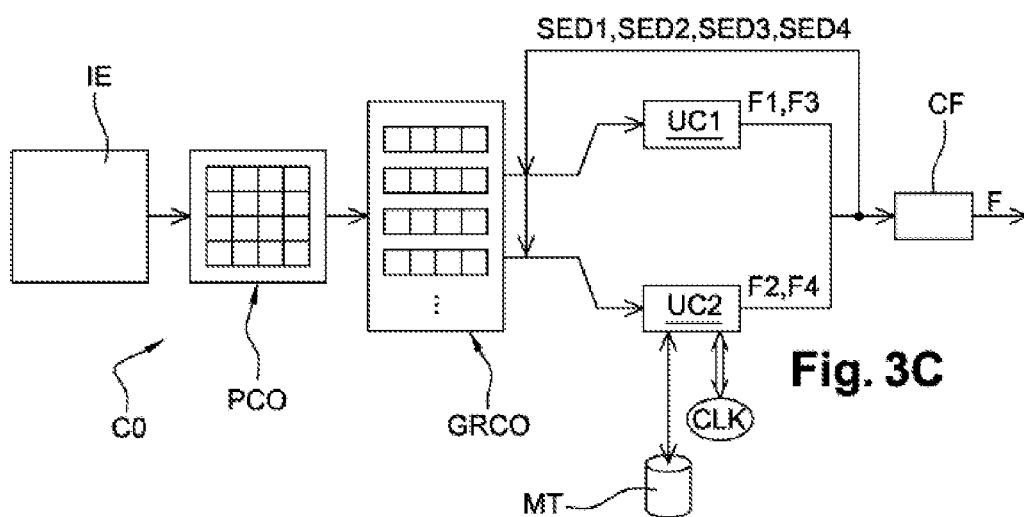 SED1,SED2,SED3,SED4
IE
UC1
F1,F3
CF
F
UC2
F2,F4
Fig. 3C
C0
PCO
GRCO
CLK
MT